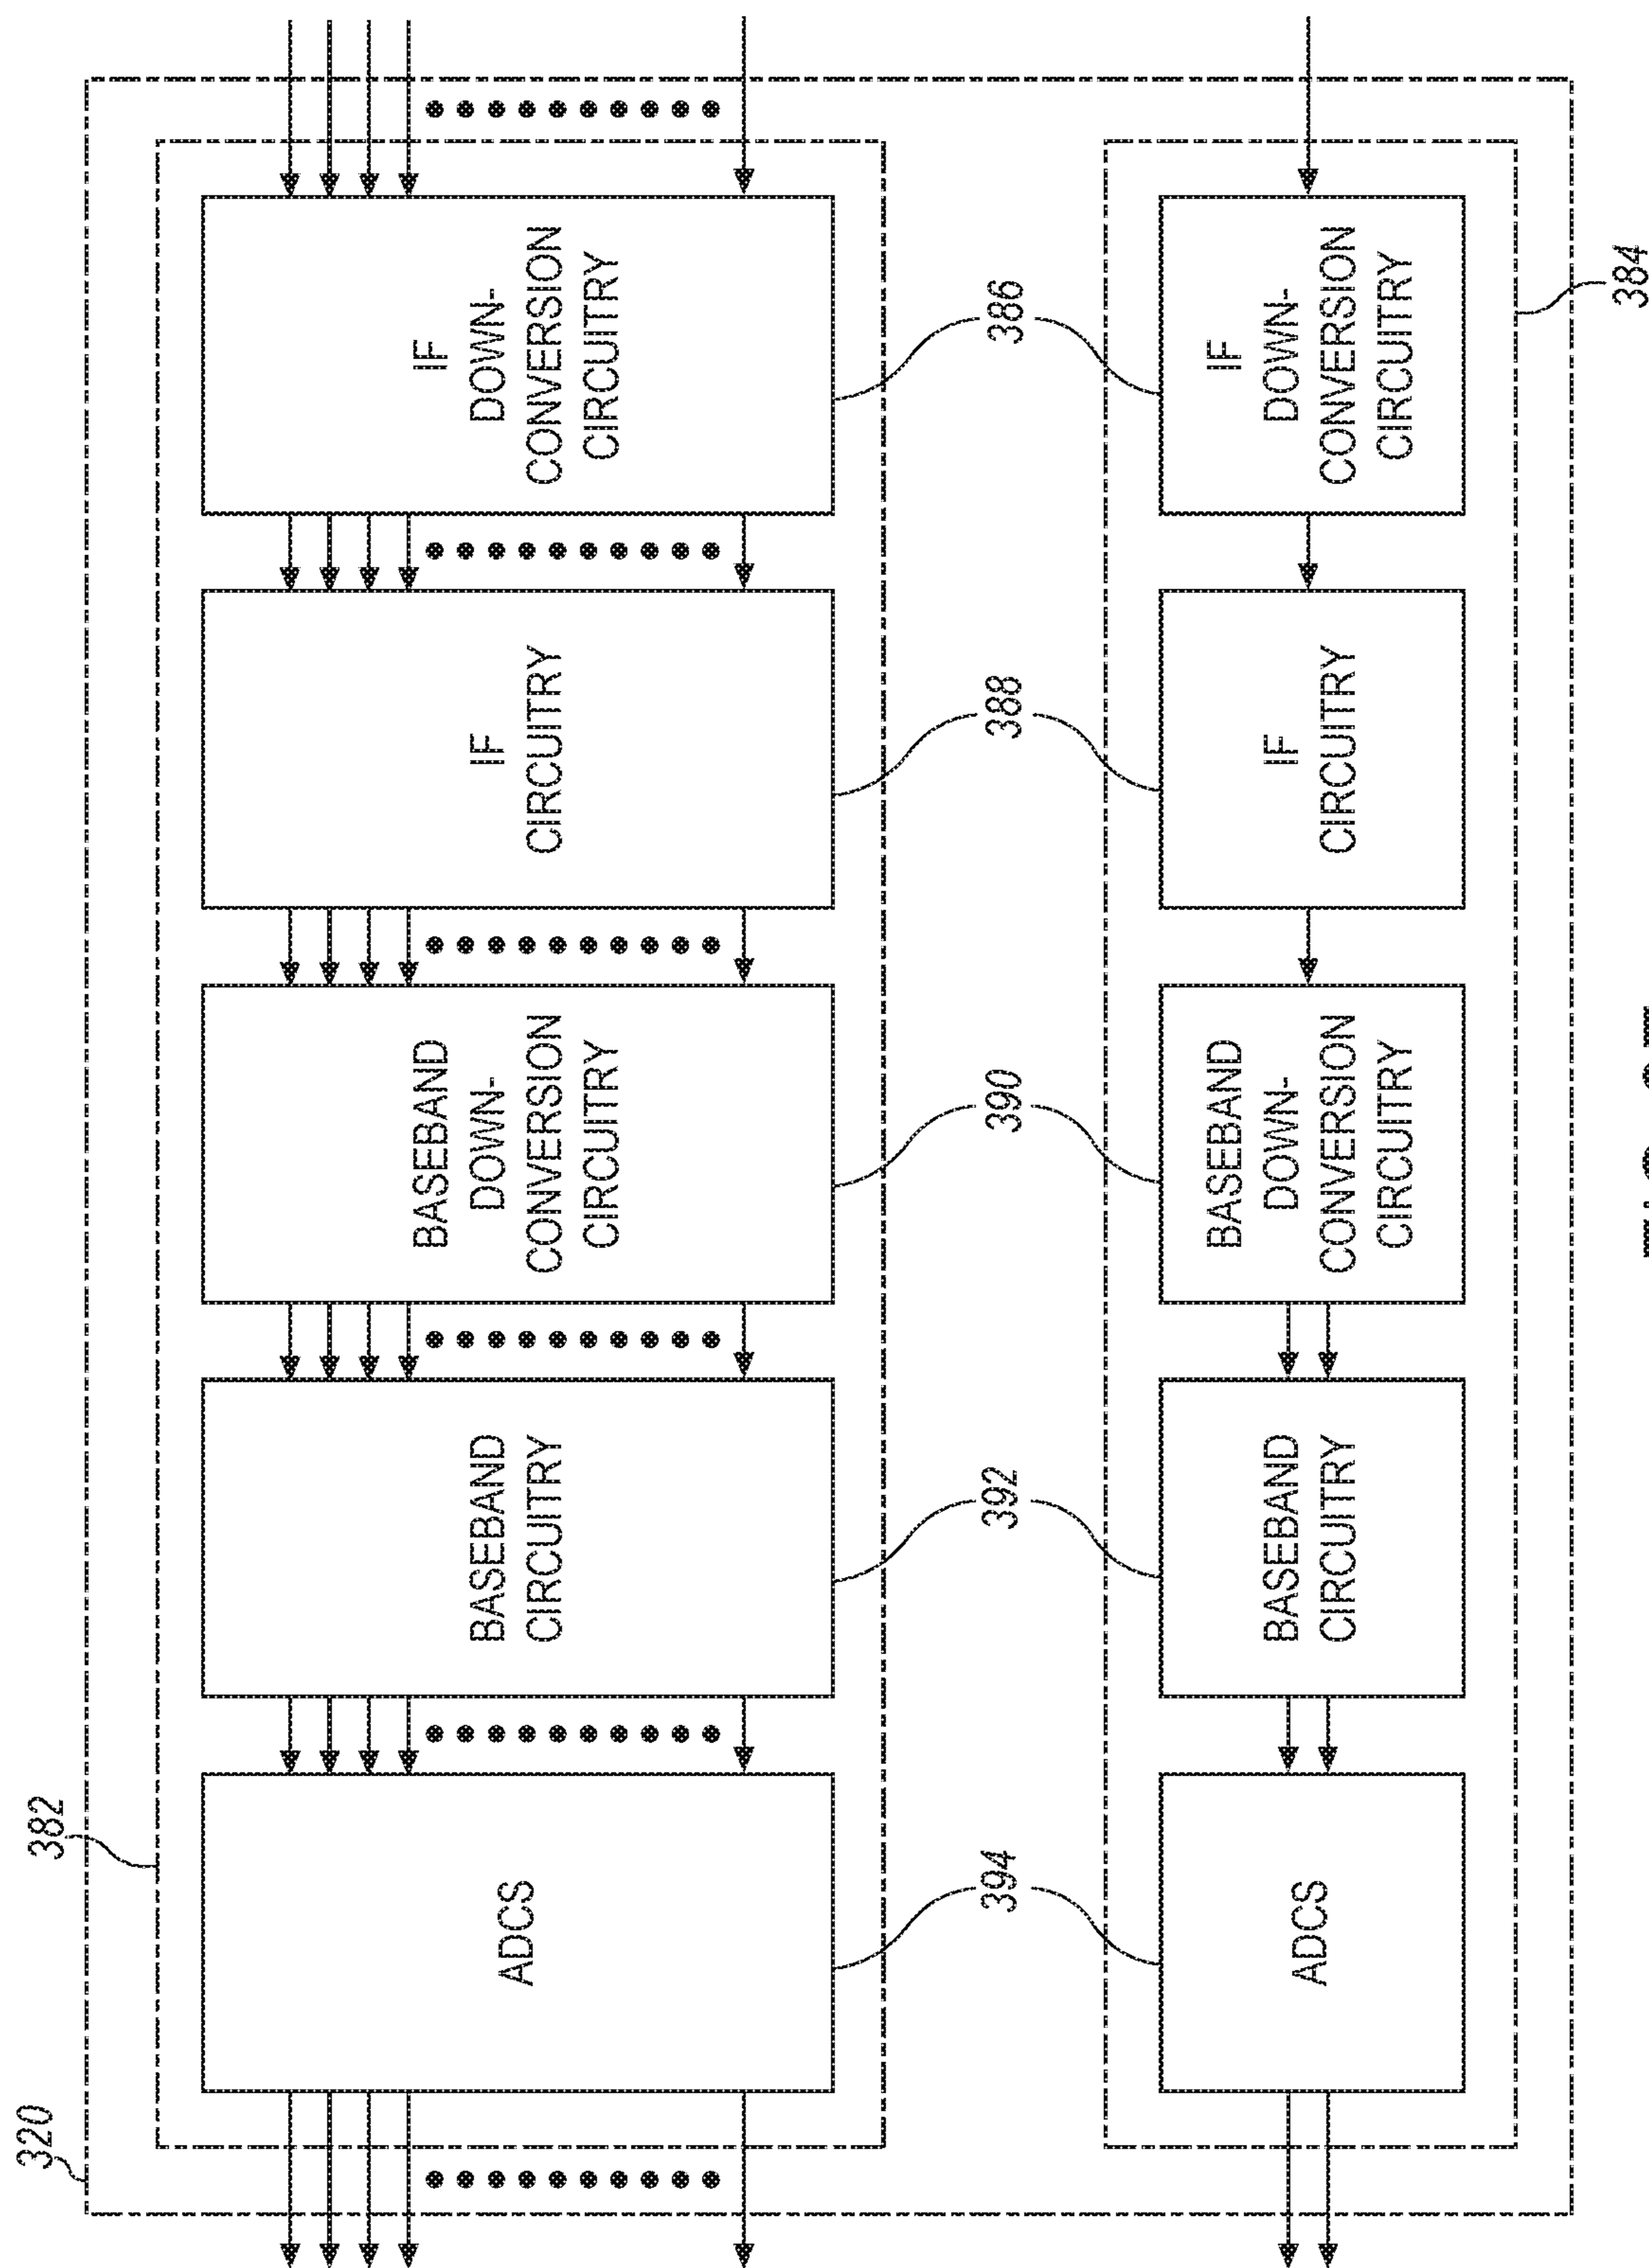 320
382
ADCS
BASEBAND
CIRCUITRY
BASEBAND
DOWN-
CONVERSION
CIRCUITRY
IF
CIRCUITRY
IF
DOWN-
CONVERSION
CIRCUITRY
394
392
390
388
386
ADCS
BASEBAND
CIRCUITRY
BASEBAND
DOWN-
CONVERSION
CIRCUITRY
IF
CIRCUITRY
IF
DOWN-
CONVERSION
CIRCUITRY
384